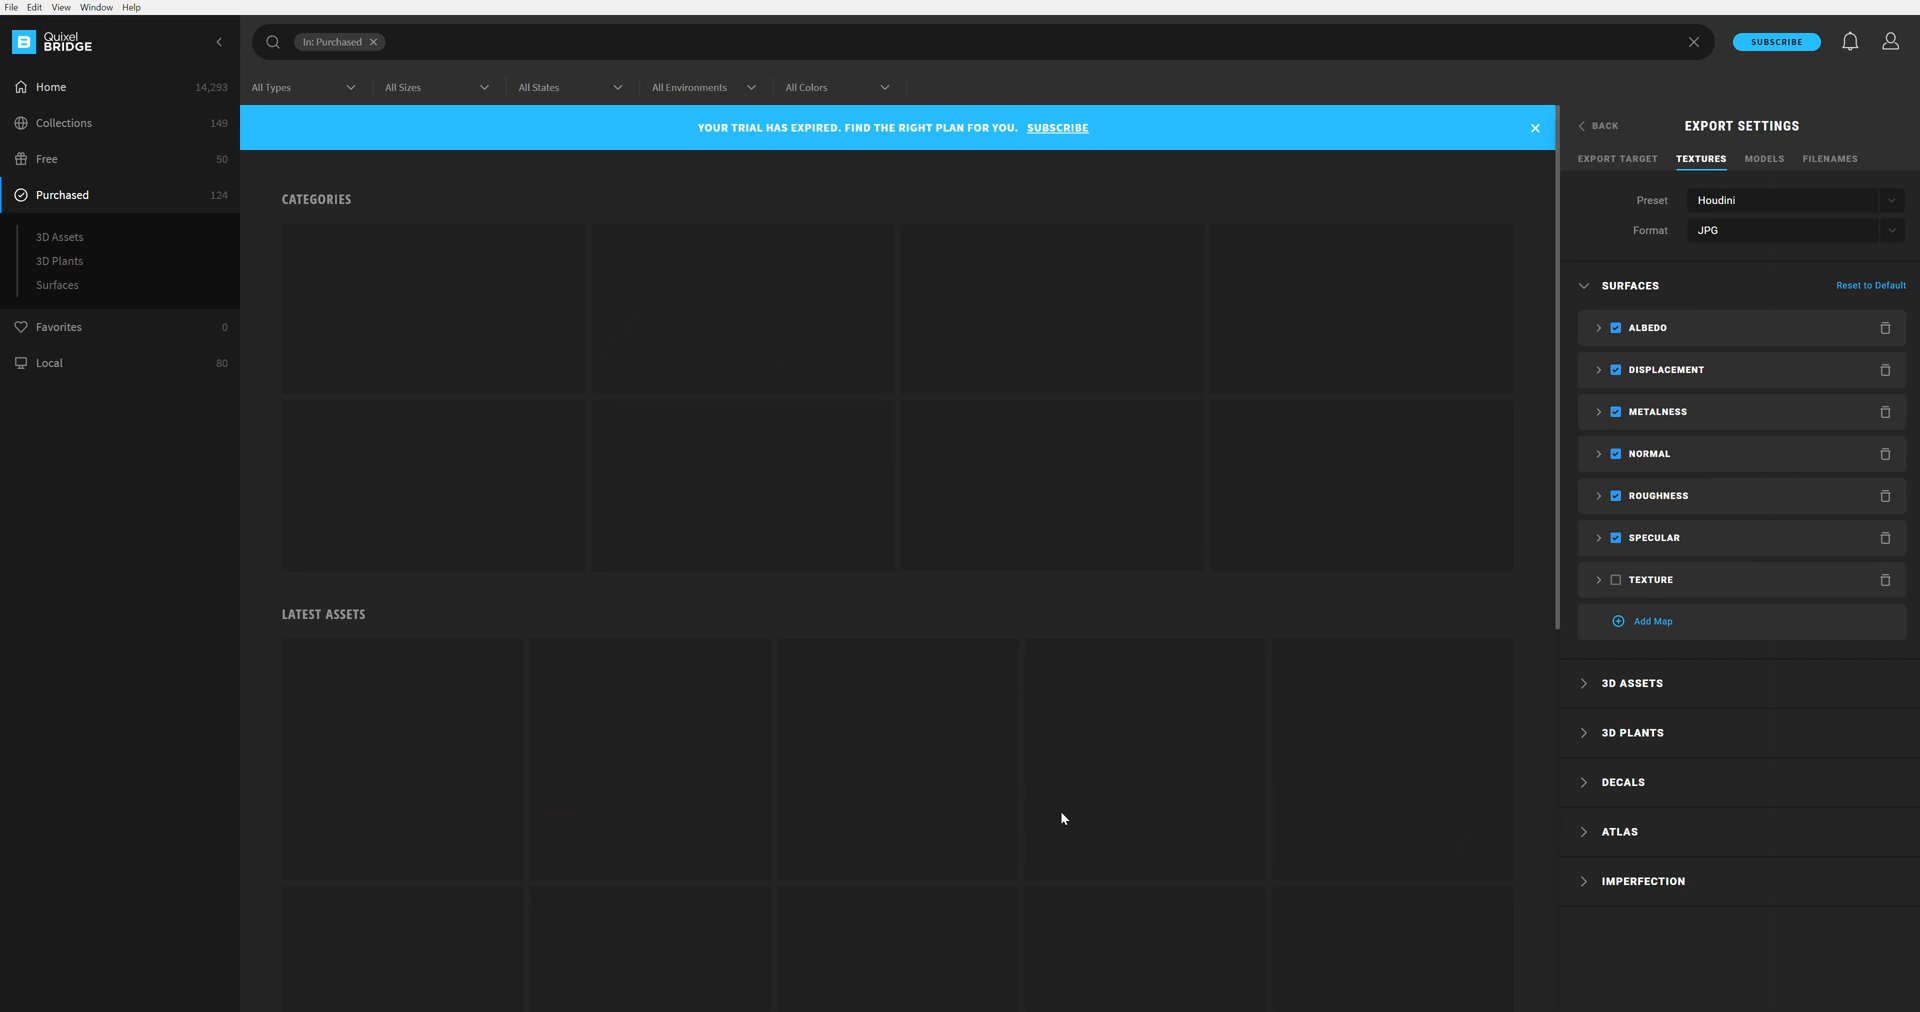 File Edit View Window Help
Quixel
BRIDGE
Home 14,293
Collections 149
Free 50
Purchased 124
3D Assets
3D Plants
Surfaces
Favorites 0
Local 80
In: Purchased
SUBSCRIBE
All Types All Sizes All States All Environments All Colors
YOUR TRIAL HAS EXPIRED. FIND THE RIGHT PLAN FOR YOU. SUBSCRIBE
CATEGORIES
LATEST ASSETS
BACK EXPORT SETTINGS
EXPORT TARGET TEXTURES MODELS FILENAMES
Preset Houdini
Format JPG
SURFACES Reset to Default
ALBEDO
DISPLACEMENT
METALNESS
NORMAL
ROUGHNESS
SPECULAR
TEXTURE
Add Map
3D ASSETS
3D PLANTS
DECALS
ATLAS
IMPERFECTION